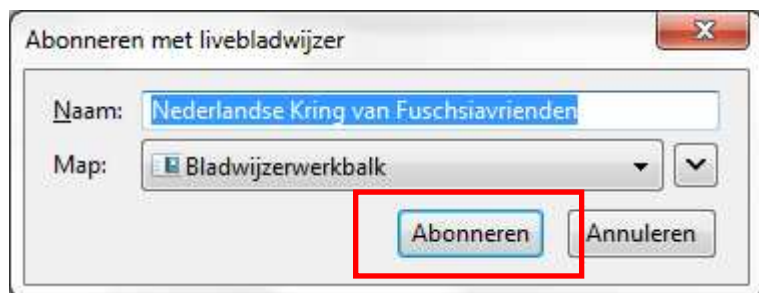 Abonneren met livebladwijzer
Naam: Nederlandse Kring van Fuschsiavrienden
Map: Bladwijzerwerkbalk
Abonneren Annuleren